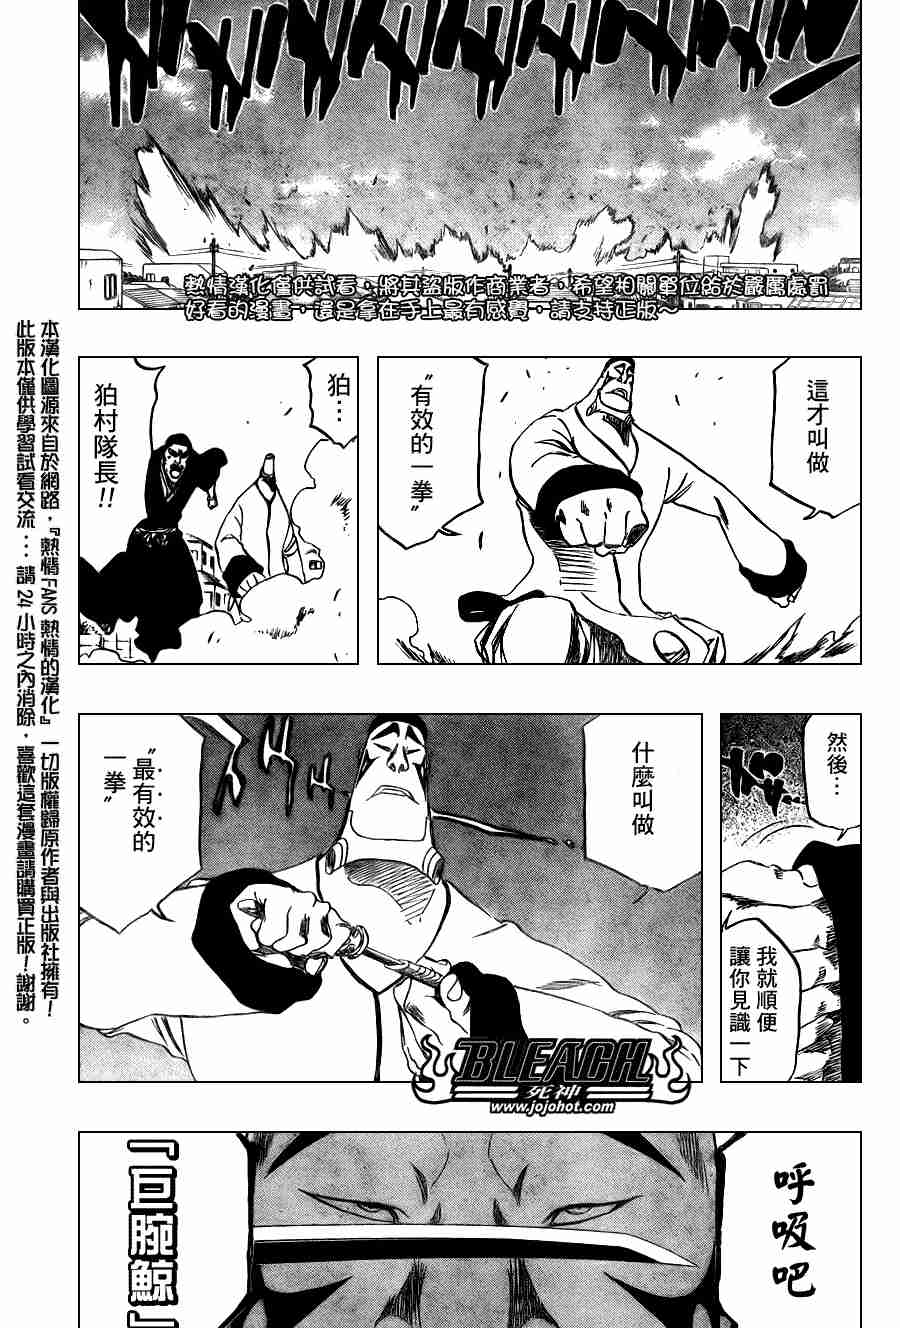 熱情漢化僅供試看，將其盜版作商業者，希望相關單位給於嚴厲處罰
好看的漫畫，還是拿在手上最有感覺，請支持正版～
這才叫做
〝有效的一拳〞
狛…
狛村隊長!!
然後…
我就順便
讓你見識一下
什麼叫做
〝最有效的
一拳〞
呼吸吧
「巨腕鯨」
BLEACH
死神
www.jojohot.com
本漢化圖源來自於網路，『熱情FANS 熱情的漢化』一切版權歸原作者與出版社擁有！
此版本僅供學習試看交流…請24小時之內消除，喜歡這套漫畫請購買正版！謝謝。